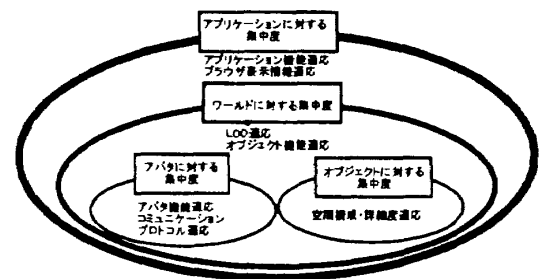 アプリケーションに対する
集中度
アプリケーション機能適応
ブラウザ表示情報適応
ワールドに対する集中度
LOD適応
オブジェクト機能適応
アバタに対する
集中度
アバタ機能適応
コミュニケーション
プロトコル適応
オブジェクトに対する
集中度
空間構成・詳細度適応